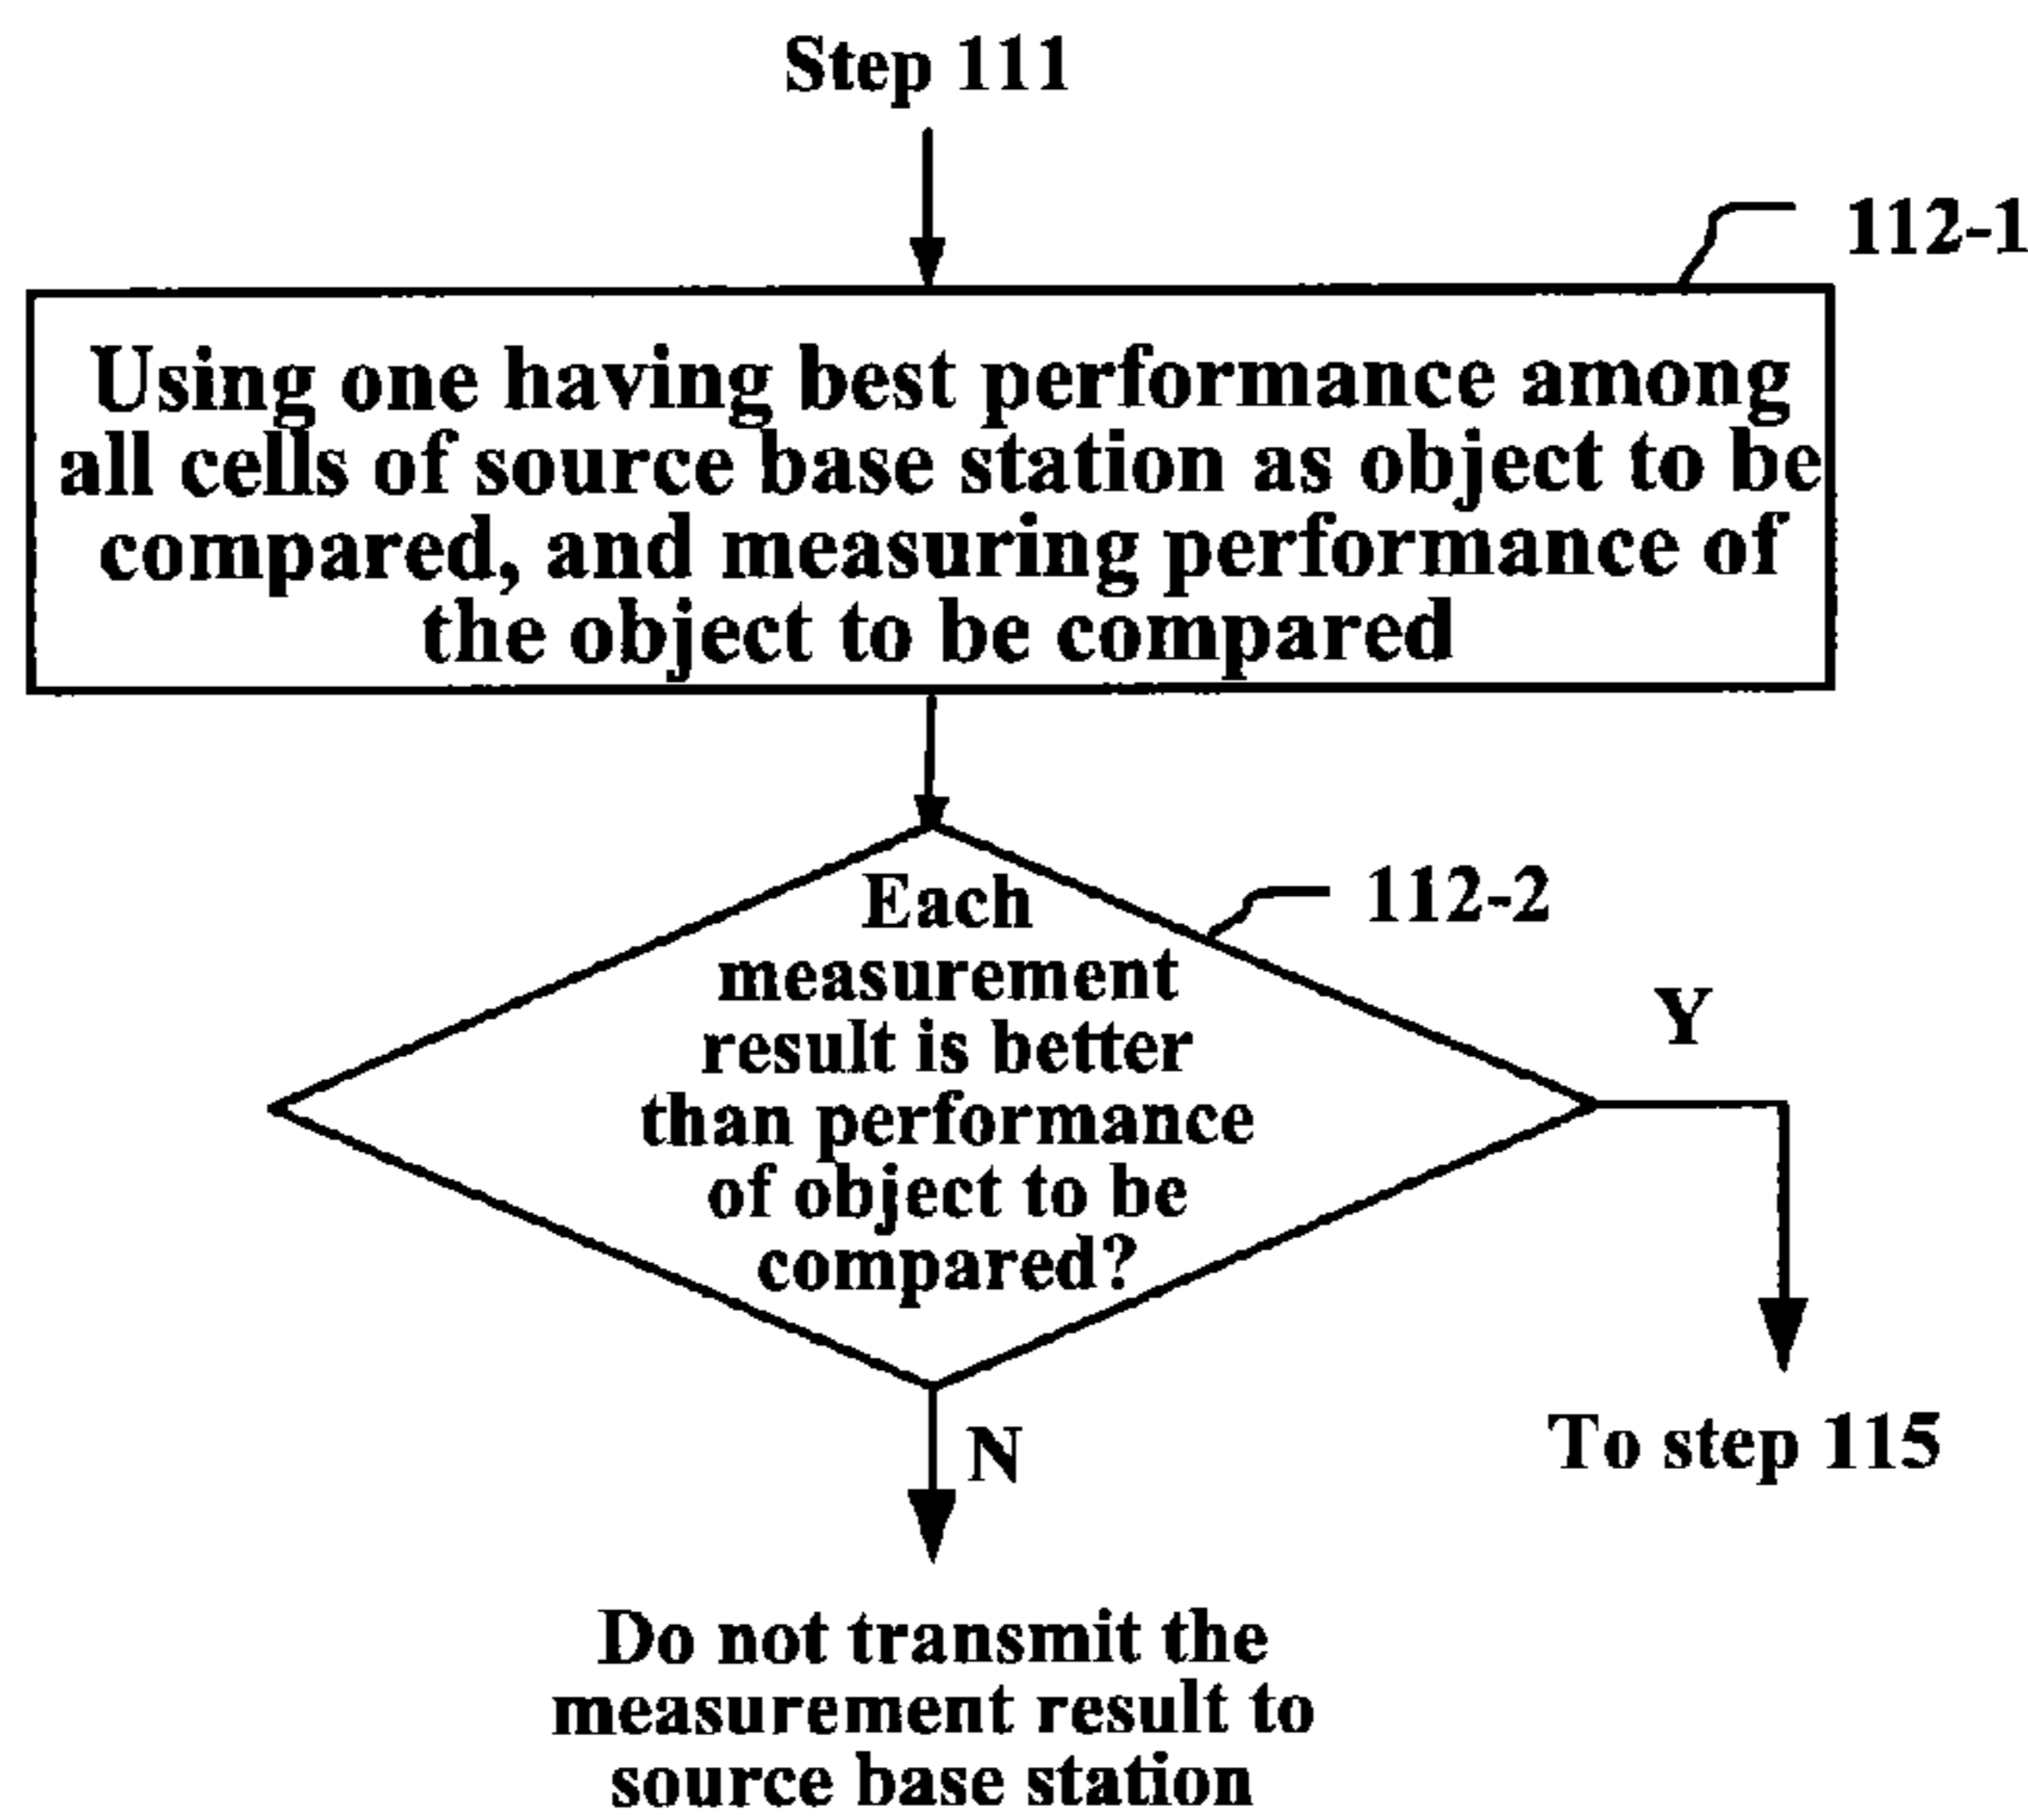 Step 111
112-1
Using one having best performance among
all cells of source base station as object to be
compared, and measuring performance of
the object to be compared
112-2
Each
measurement
result is better
than performance
of object to be
compared?
Y
To step 115
N
Do not transmit the
measurement result to
source base station